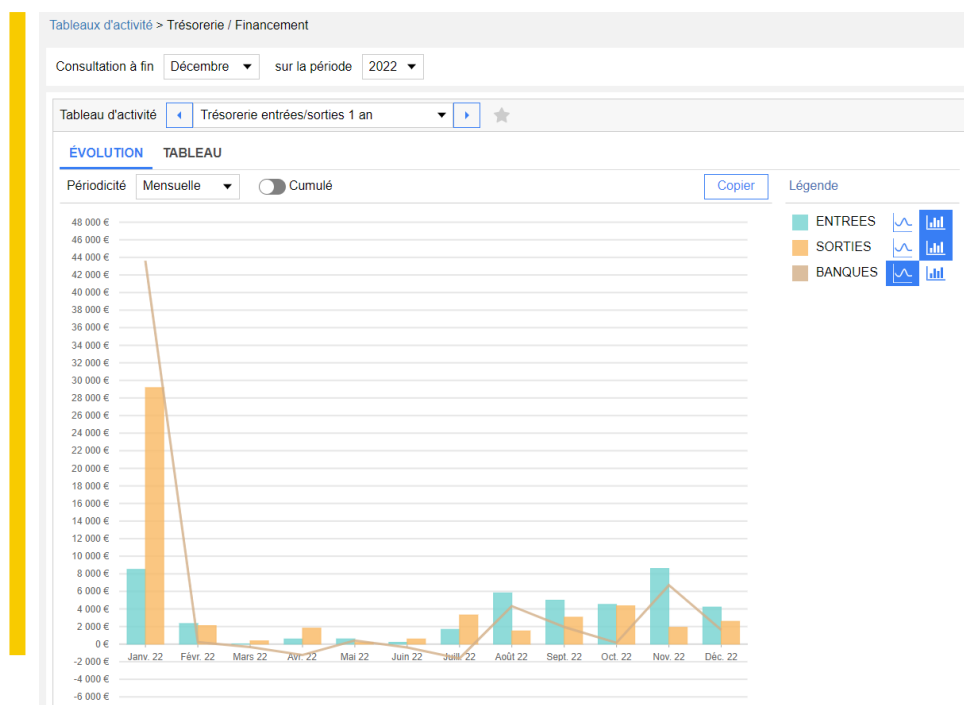 Tableaux d'activité > Trésorerie / Financement
Consultation à fin Décembre sur la période 2022
Tableau d'activité Trésorerie entrées/sorties 1 an
ÉVOLUTION TABLEAU
Périodicité Mensuelle Cumulé Copier Légende
ENTREES
SORTIES
BANQUES
48 000 €
46 000 €
44 000 €
42 000 €
40 000 €
38 000 €
36 000 €
34 000 €
32 000 €
30 000 €
28 000 €
26 000 €
24 000 €
22 000 €
20 000 €
18 000 €
16 000 €
14 000 €
12 000 €
10 000 €
8 000 €
6 000 €
4 000 €
2 000 €
0 €
-2 000 €
-4 000 €
-6 000 €
Janv. 22 Févr. 22 Mars 22 Avr. 22 Mai 22 Juin 22 Juill. 22 Août 22 Sept. 22 Oct. 22 Nov. 22 Déc. 22